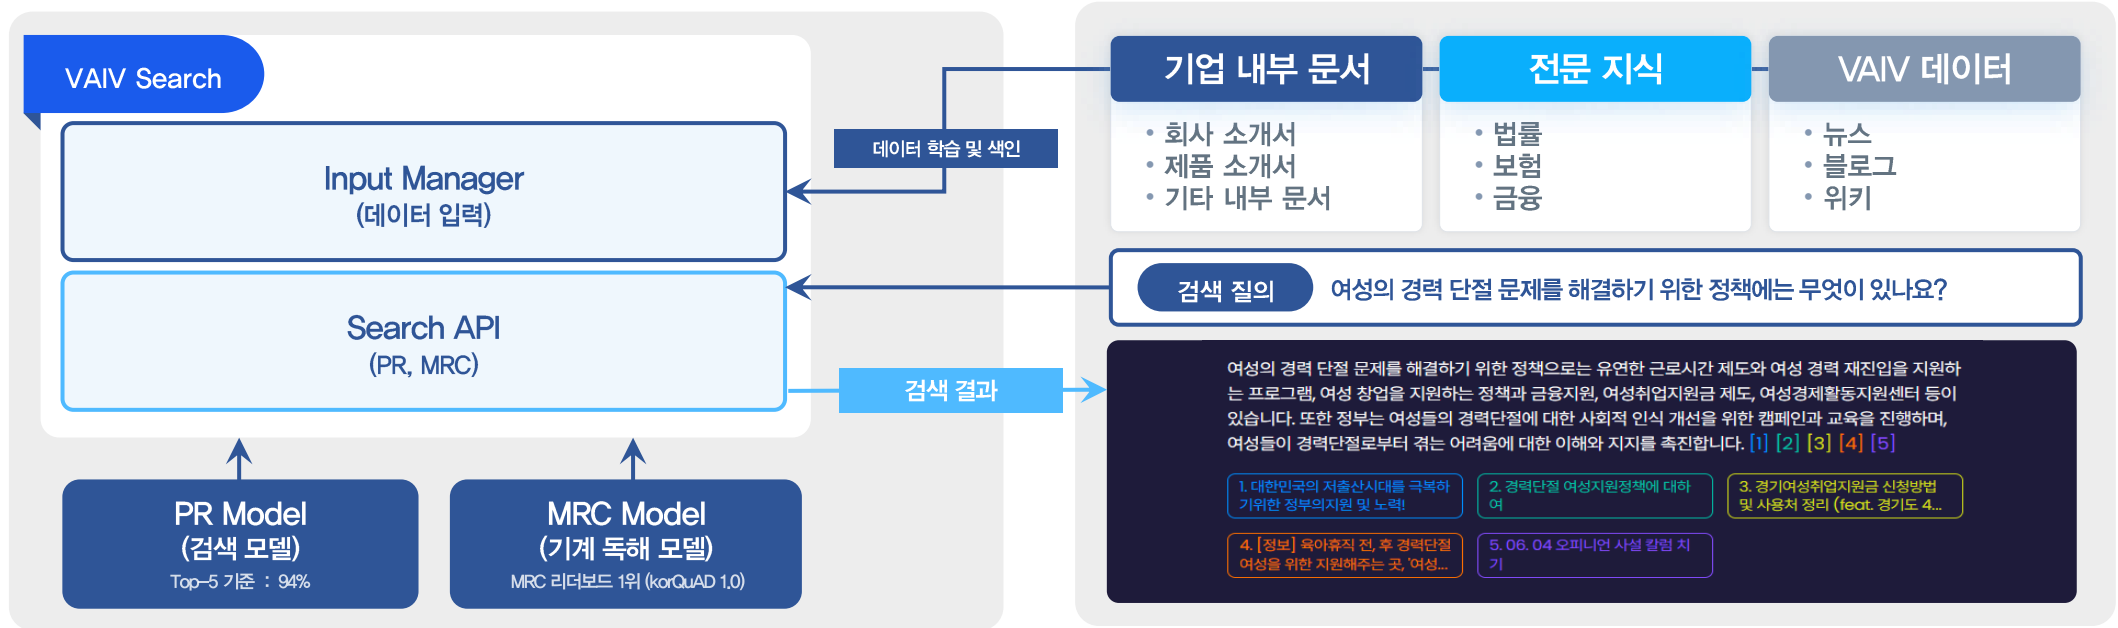 VAIV Search
Input Manager
(데이터 입력)
Search API
(PR, MRC)
PR Model
(검색 모델)
Top-5 기준 : 94%
MRC Model
(기계 독해 모델)
MRC 리더보드 1위 (korQuAD 1.0)
데이터 학습 및 색인
검색 결과
기업 내부 문서
• 회사 소개서
• 제품 소개서
• 기타 내부 문서
전문 지식
• 법률
• 보험
• 금융
VAIV 데이터
• 뉴스
• 블로그
• 위키
검색 질의 여성의 경력 단절 문제를 해결하기 위한 정책에는 무엇이 있나요?
여성의 경력 단절 문제를 해결하기 위한 정책으로는 유연한 근로시간 제도와 여성 경력 재진입을 지원하
는 프로그램, 여성 창업을 지원하는 정책과 금융지원, 여성취업지원금 제도, 여성경제활동지원센터 등이
있습니다. 또한 정부는 여성들의 경력단절에 대한 사회적 인식 개선을 위한 캠페인과 교육을 진행하며,
여성들이 경력단절로부터 겪는 어려움에 대한 이해와 지지를 촉진합니다. [1] [2] [3] [4] [5]
1. 대한민국의 저출산시대를 극복하
기위한 정부의지원 및 노력!
2. 경력단절 여성지원정책에 대하
여
3. 경기여성취업지원금 신청방법
및 사용처 정리 (feat. 경기도 4...
4. [정보] 육아휴직 전, 후 경력단절
여성을 위한 지원해주는 곳, '여성...
5. 06. 04 오피니언 사설 칼럼 치
기